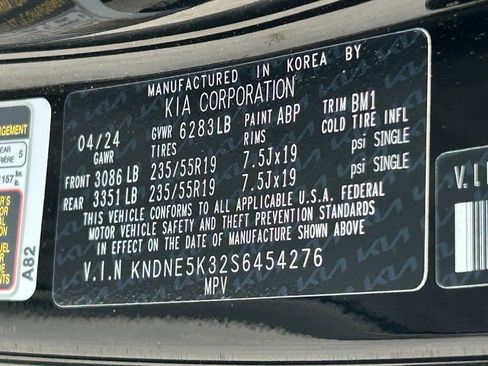 MANUFACTURED IN KOREA BY
KIA CORPORATION
04/24 GVWR 6283LB PAINT ABP TRIM BM1
GAWR TIRES RIMS COLD TIRE INFL
FRONT 3086 LB 235/55R19 7.5Jx19 psi SINGLE
REAR 3351 LB 235/55R19 7.5Jx19 psi SINGLE
THIS VEHICLE CONFORMS TO ALL APPLICABLE U.S.A. FEDERAL
MOTOR VEHICLE SAFETY AND THEFT PREVENTION STANDARDS
IN EFFECT ON THE DATE OF MANUFACTURE SHOWN ABOVE.
V.I.N KNDNE5K32S6454276
MPV
A82
V.I